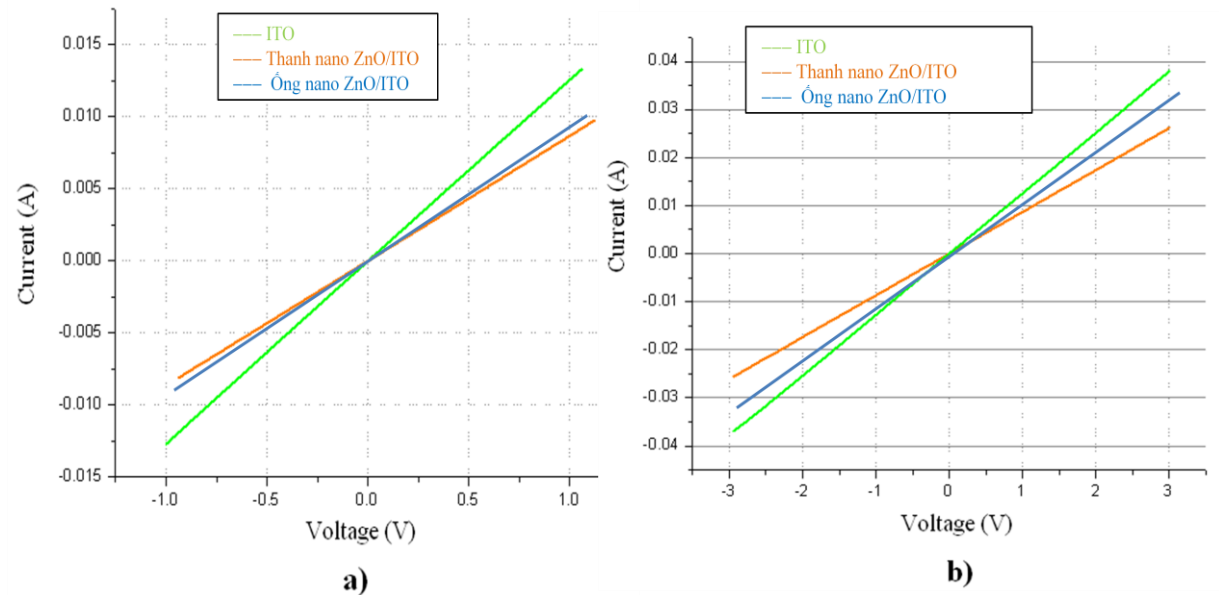 ITO
Thanh nano ZnO/ITO
Ống nano ZnO/ITO
0.015
0.010
0.005
0.000
-0.005
-0.010
-0.015
Current (A)
-1.0 -0.5 0.0 0.5 1.0
Voltage (V)
a)
ITO
Thanh nano ZnO/ITO
Ống nano ZnO/ITO
0.04
0.03
0.02
0.01
0.00
-0.01
-0.02
-0.03
-0.04
Current (A)
-3 -2 -1 0 1 2 3
Voltage (V)
b)